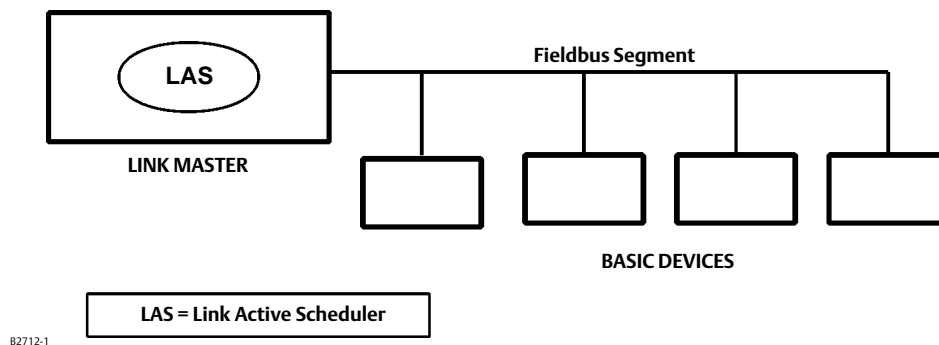 LAS
Fieldbus Segment
LINK MASTER
BASIC DEVICES
LAS = Link Active Scheduler
B2712-1